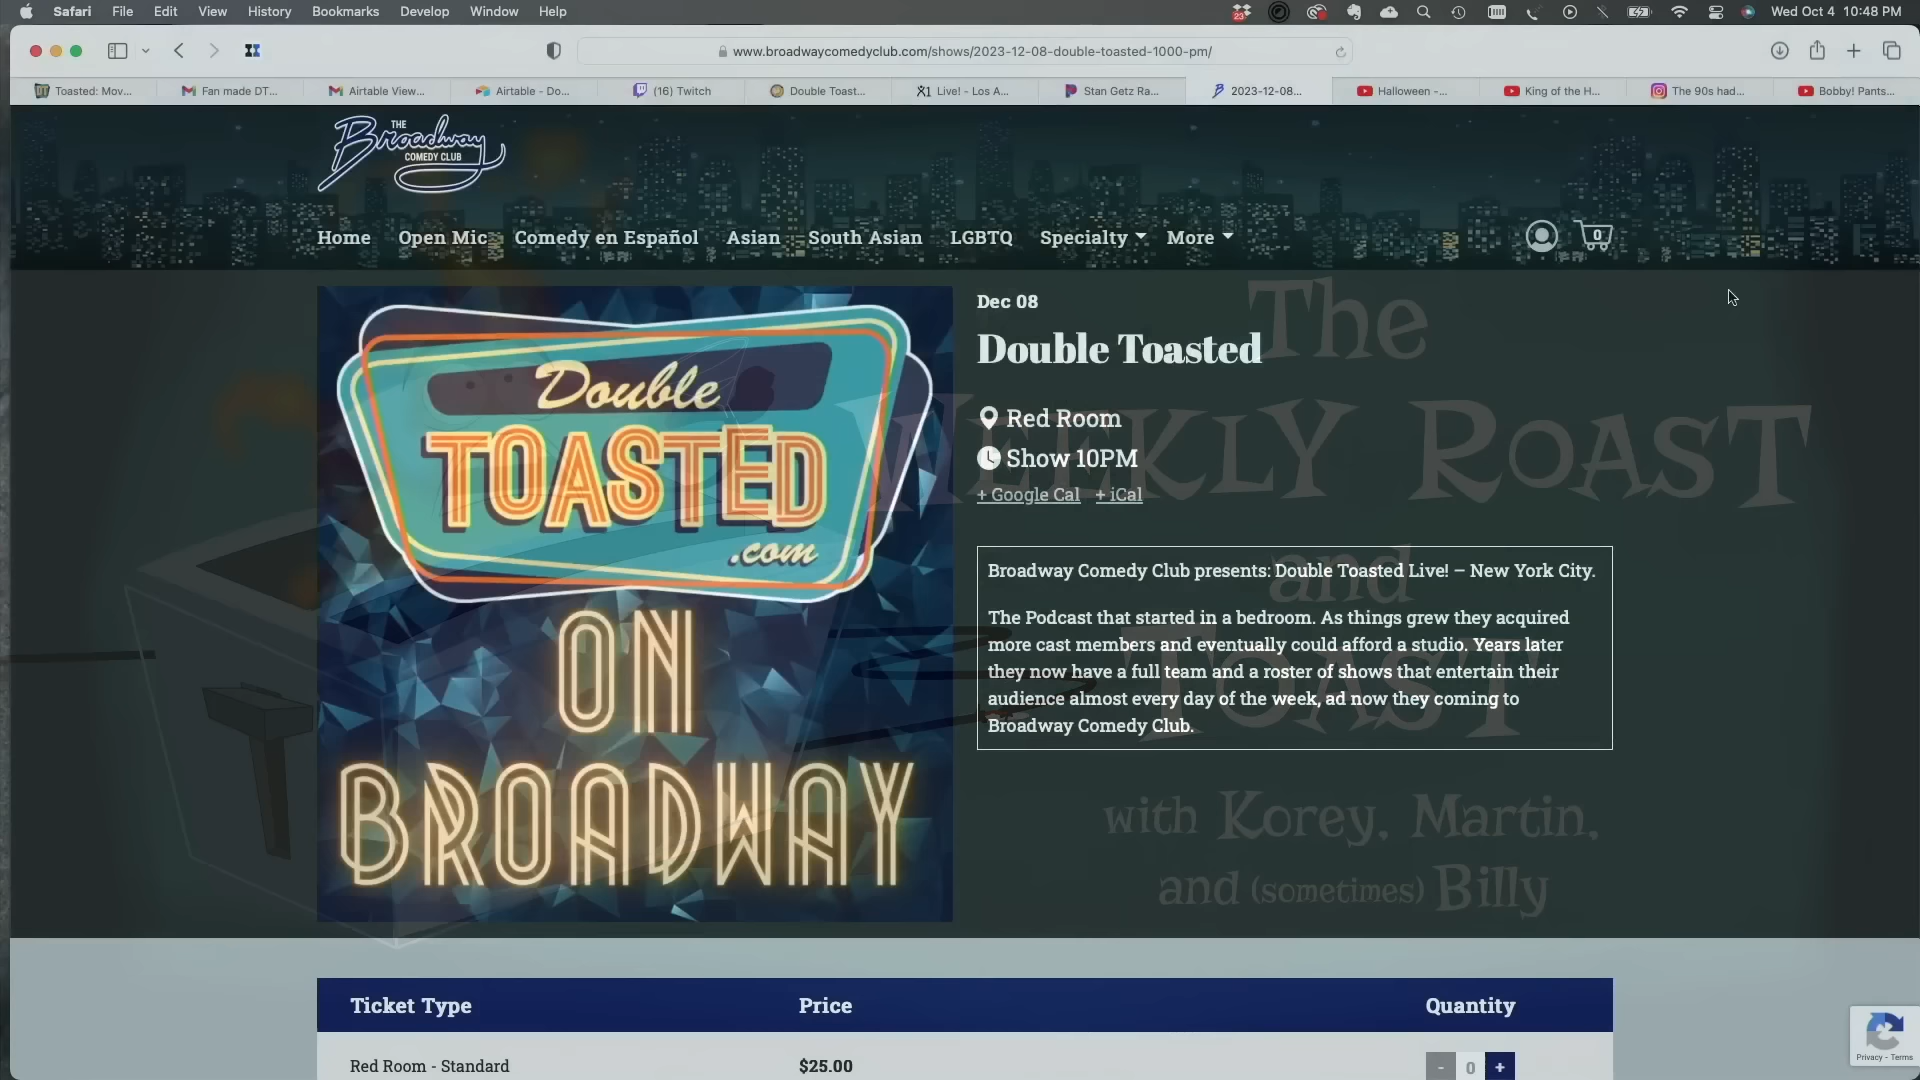 Safari File Edit View History Bookmarks Develop Window Help
23
Wed Oct 4 10:48 PM
www.broadwaycomedyclub.com/shows/2023-12-08-double-toasted-1000-pm/
Toasted: Mov...
Fan made DT...
Airtable View...
Airtable - Do...
(16) Twitch
Double Toast...
Live! - Los A...
Stan Getz Ra...
2023-12-08...
Halloween -...
King of the H...
The 90s had...
Bobby! Pants...
THE
Broadway
COMEDY CLUB
Home Open Mic Comedy en Español Asian South Asian LGBTQ Specialty More
0
Double
TOASTED
.com
ON
BROADWAY
Dec 08
Double Toasted
Red Room
Show 10PM
+ Google Cal + iCal
Broadway Comedy Club presents: Double Toasted Live! – New York City.
The Podcast that started in a bedroom. As things grew they acquired
more cast members and eventually could afford a studio. Years later
they now have a full team and a roster of shows that entertain their
audience almost every day of the week, ad now they coming to
Broadway Comedy Club.
The
WEEKLY ROAST
and
TOAST
with Korey, Martin,
and (sometimes) Billy
Ticket Type Price Quantity
Red Room - Standard $25.00 - 0 +
Privacy - Terms